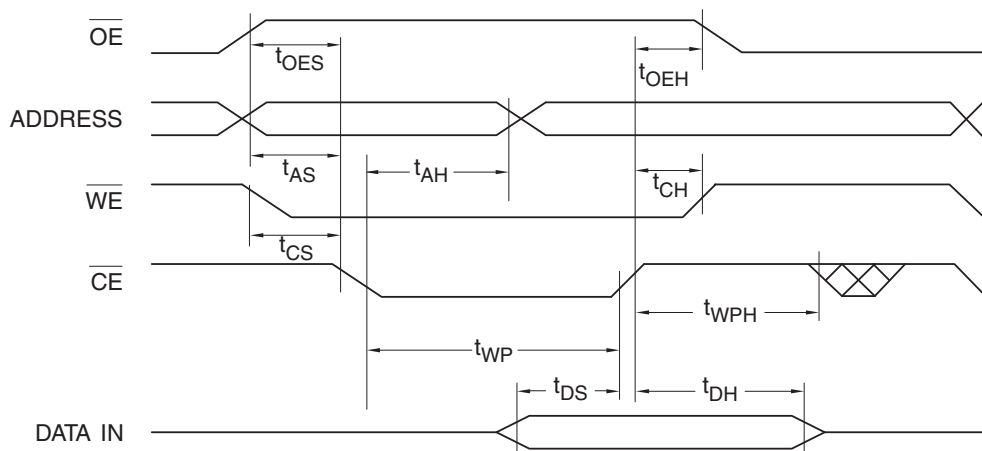 OE
tOES
tOEH
ADDRESS
tAS
tAH
tCH
WE
tCS
CE
tWPH
tWP
tDS
tDH
DATA IN